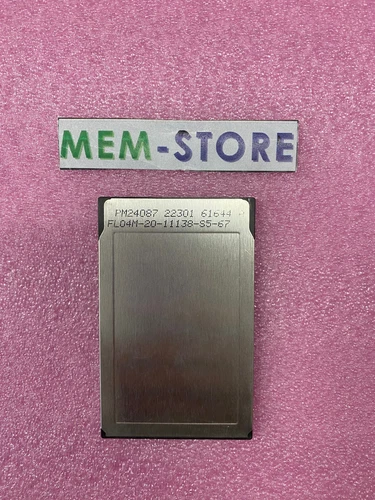 MEM-STORE
PM24087 22301 61644 P
FL04M-20-11138-S5-67